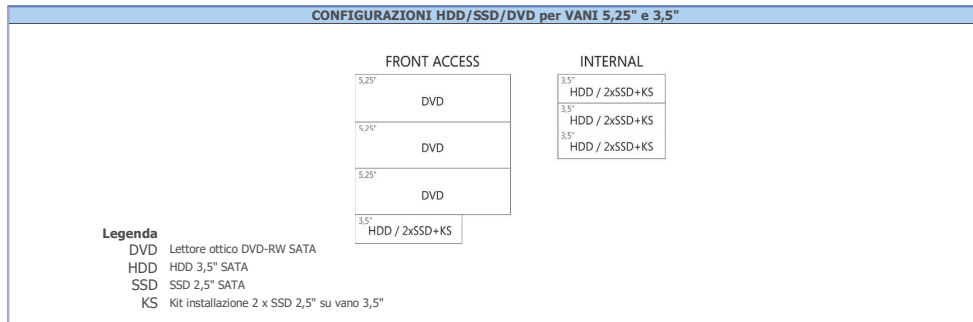 CONFIGURAZIONI HDD/SSD/DVD per VANI 5,25" e 3,5"
FRONT ACCESS
5,25"
DVD
5,25"
DVD
5,25"
DVD
3,5"
HDD / 2xSSD+KS
INTERNAL
3,5"
HDD / 2xSSD+KS
3,5"
HDD / 2xSSD+KS
3,5"
HDD / 2xSSD+KS
Legenda
DVD Lettore ottico DVD-RW SATA
HDD HDD 3,5" SATA
SSD SSD 2,5" SATA
KS Kit installazione 2 x SSD 2,5" su vano 3,5"